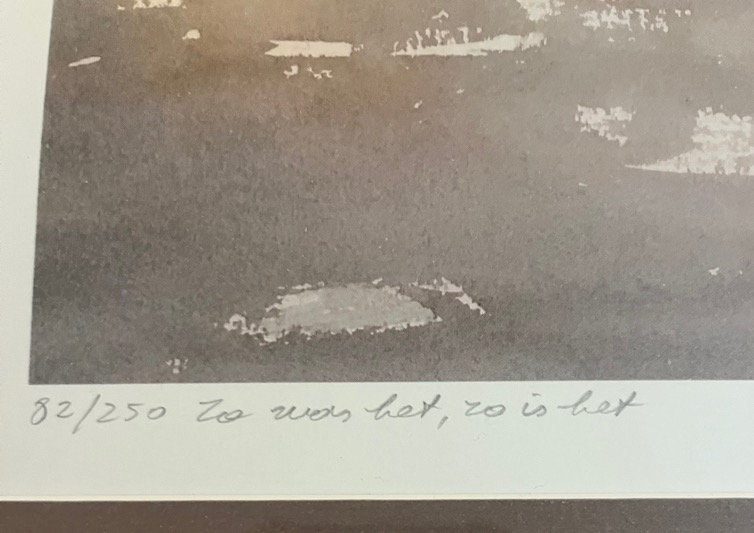 82/250 Zo was het, zo is het